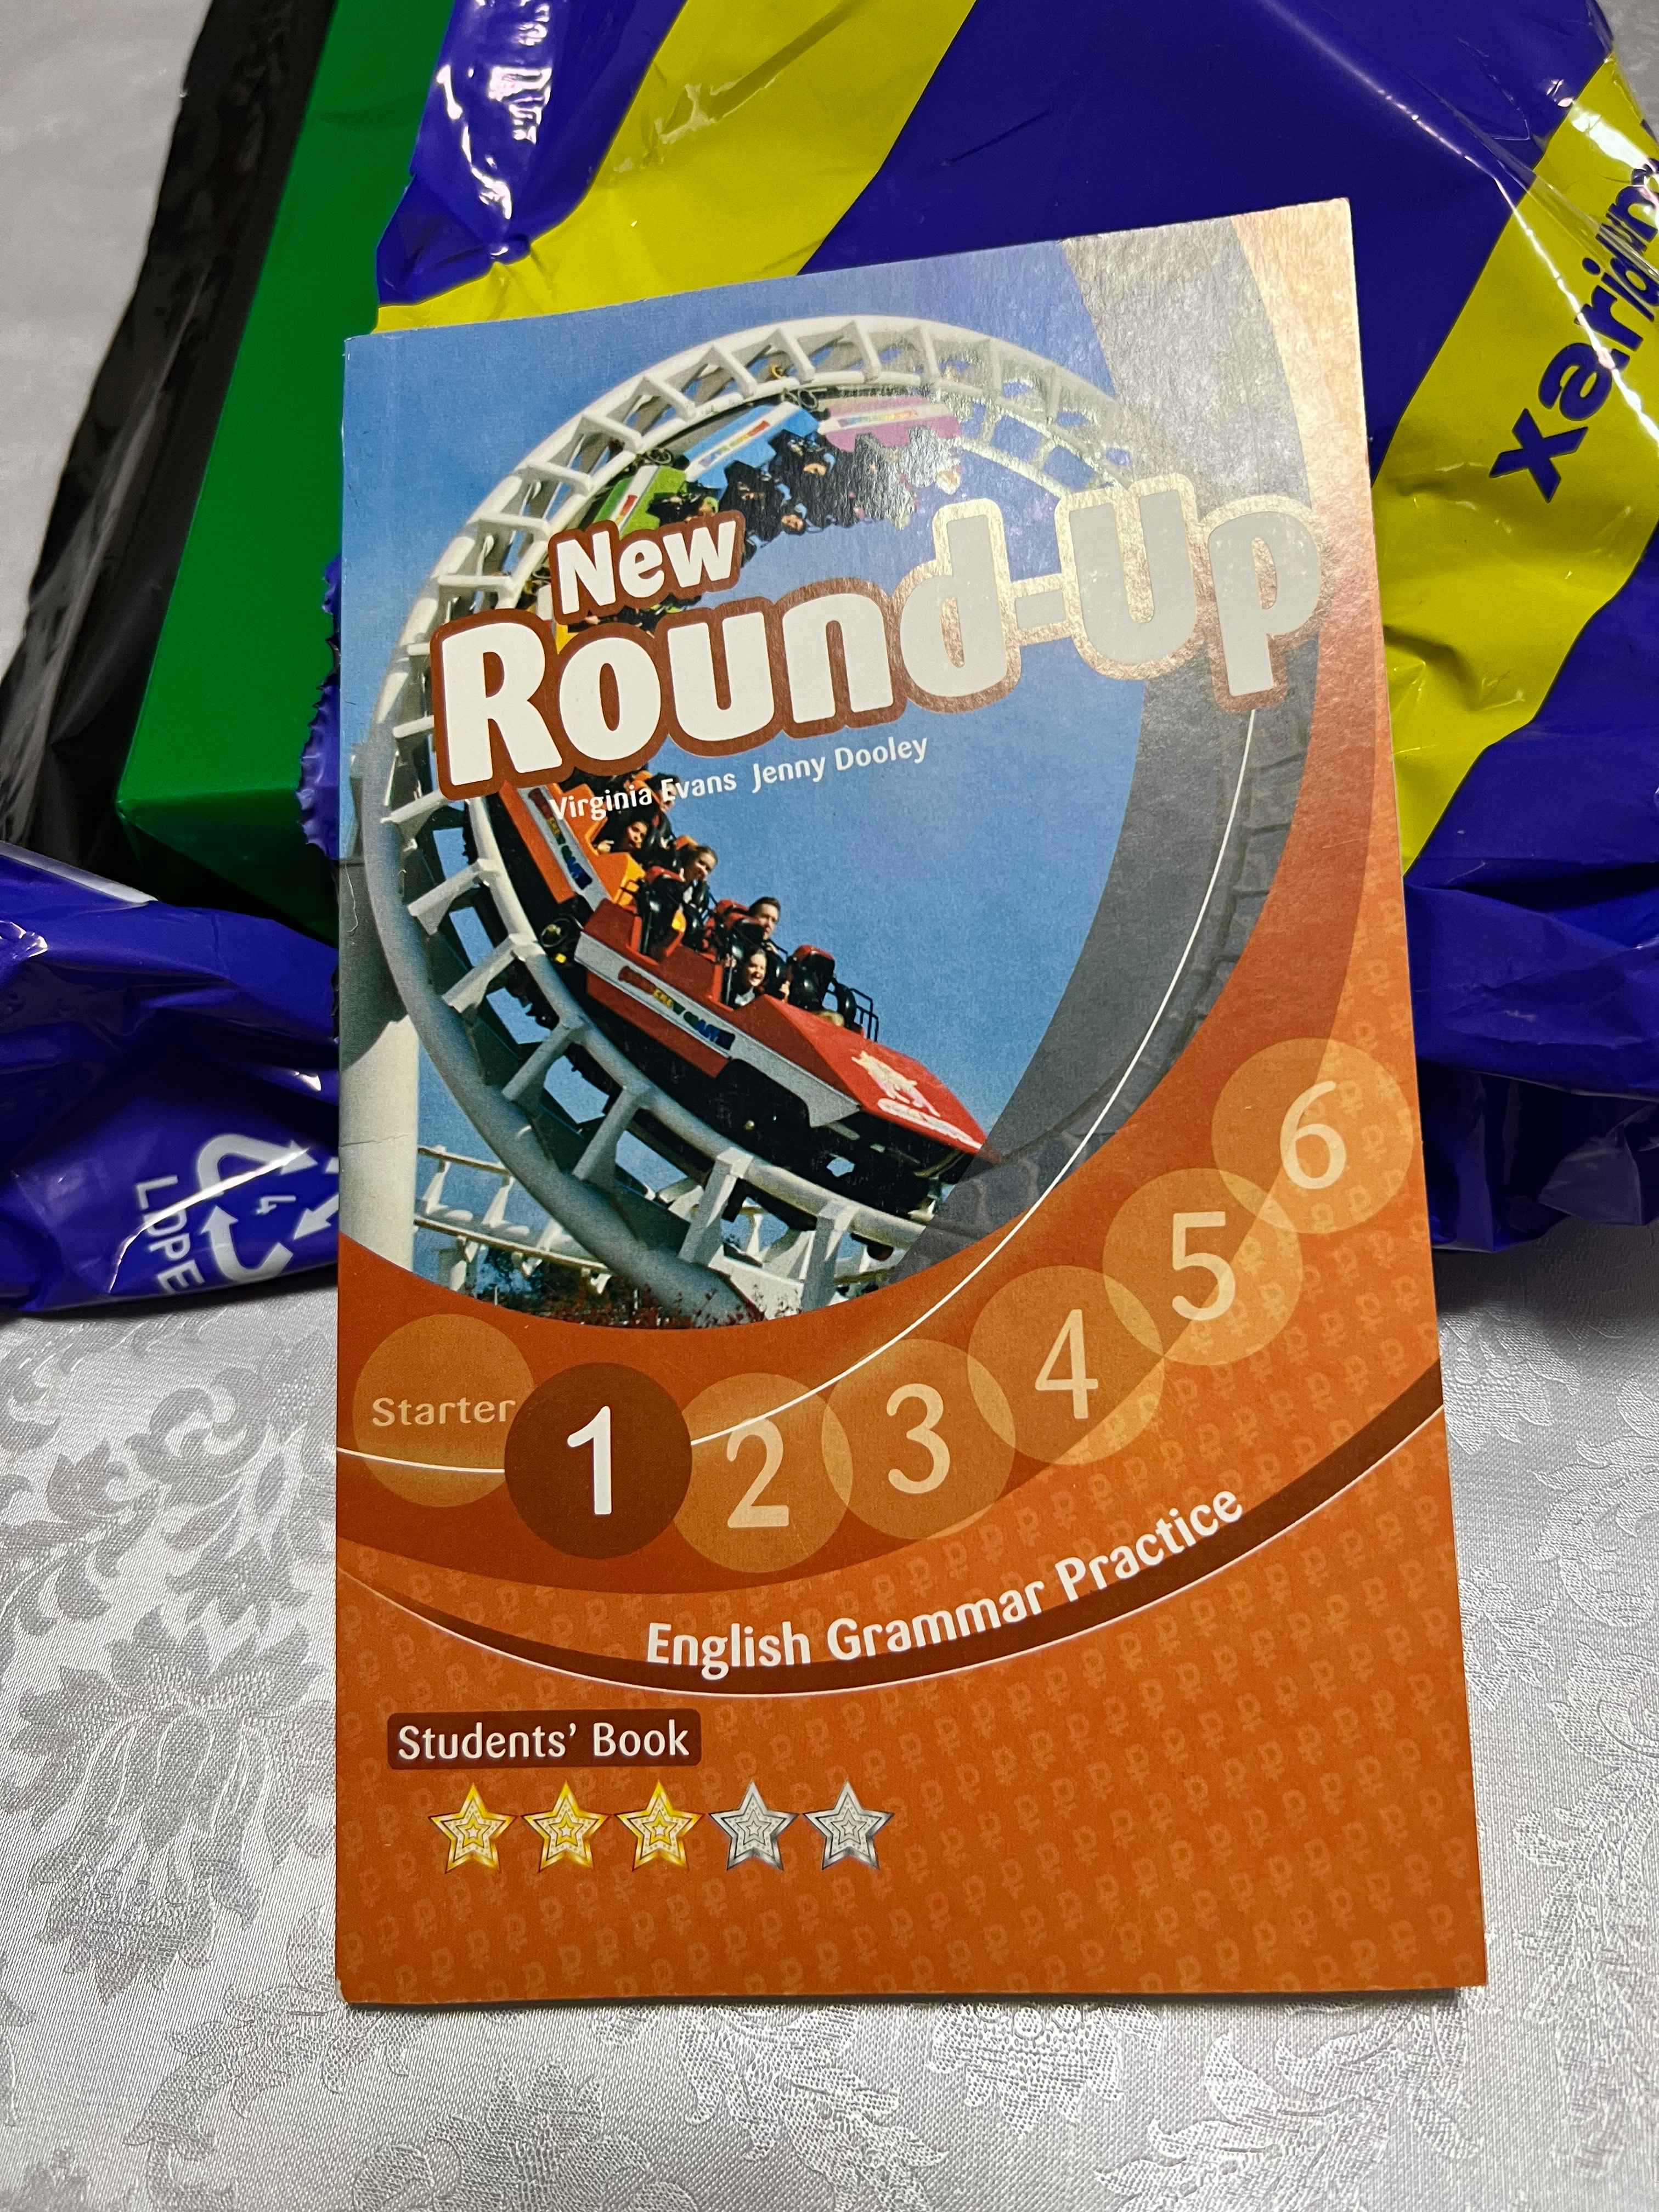 xarid
New
Round-Up
Virginia Evans Jenny Dooley
Starter 1 2 3 4 5 6
English Grammar Practice
Students' Book
4
LDPE